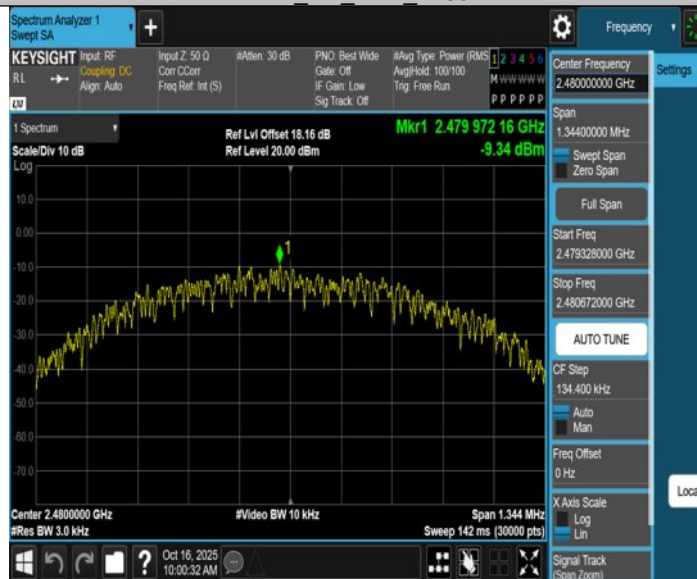 Spectrum Analyzer 1
Swept SA
Frequency
KEYSIGHT
RL
LXI
Input: RF
Coupling: DC
Align: Auto
Input Z: 50 Ω
Corr CCorr
Freq Ref: Int (S)
#Atten: 30 dB
PNO: Best Wide
Gate: Off
IF Gain: Low
Sig Track: Off
#Avg Type: Power (RMS
Avg|Hold: 100/100
Trig: Free Run
1 2 3 4 5 6
M W W W W W
P P P P P P
1 Spectrum
Scale/Div 10 dB
Log
Ref Lvl Offset 18.16 dB
Ref Level 20.00 dBm
Mkr1 2.479 972 16 GHz
-9.34 dBm
1
10.0
0.00
-10.0
-20.0
-30.0
-40.0
-50.0
-60.0
-70.0
Center 2.4800000 GHz
#Res BW 3.0 kHz
#Video BW 10 kHz
Span 1.344 MHz
Sweep 142 ms (30000 pts)
?
Oct 16, 2025
10:00:32 AM
Center Frequency
2.480000000 GHz
Span
1.34400000 MHz
Swept Span
Zero Span
Full Span
Start Freq
2.479328000 GHz
Stop Freq
2.480672000 GHz
AUTO TUNE
CF Step
134.400 kHz
Auto
Man
Freq Offset
0 Hz
X Axis Scale
Log
Lin
Signal Track
(Span Zoom)
Settings
Loca